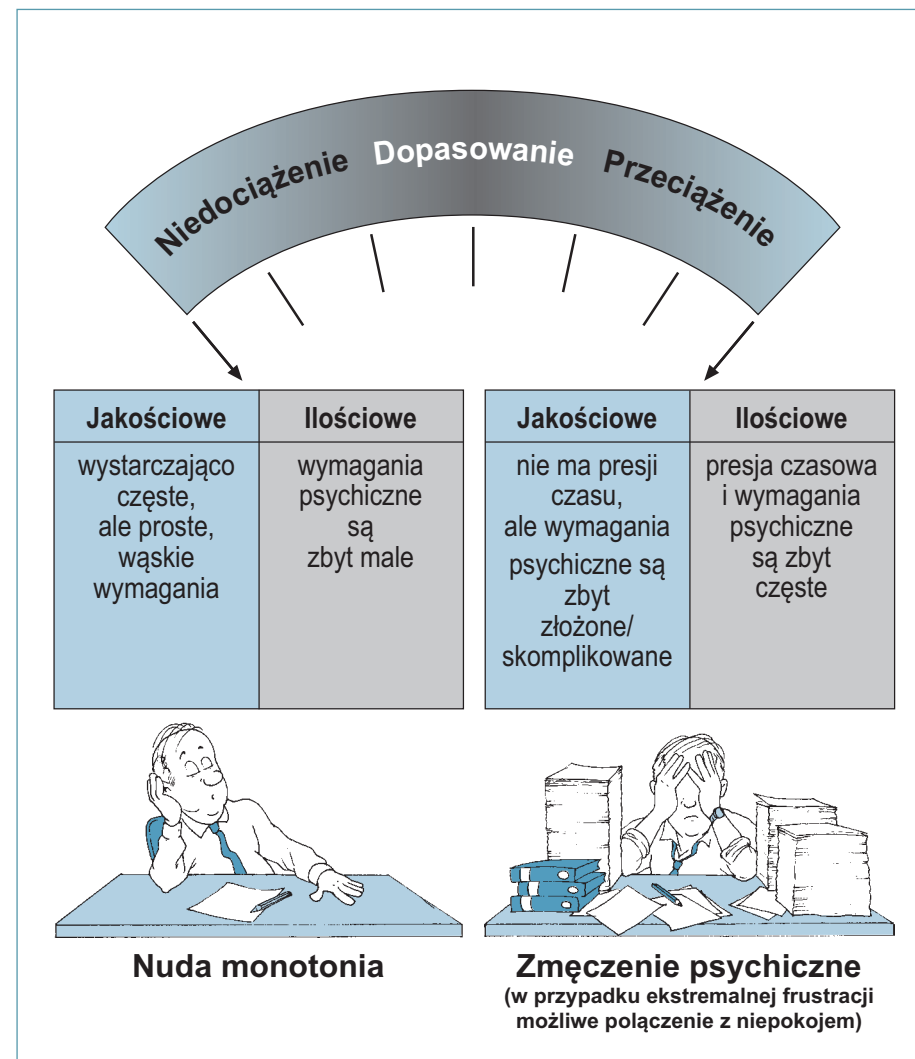 Niedociążenie Dopasowanie Przeciążenie
Jakościowe
wystarczająco
częste,
ale proste,
wąskie
wymagania
Ilościowe
wymagania
psychiczne
są
zbyt male
Jakościowe
nie ma presji
czasu,
ale wymagania
psychiczne są
zbyt
złożone/
skomplikowane
Ilościowe
presja czasowa
i wymagania
psychiczne
są zbyt
częste
Nuda monotonia
Zmęczenie psychiczne
(w przypadku ekstremalnej frustracji
możliwe polączenie z niepokojem)